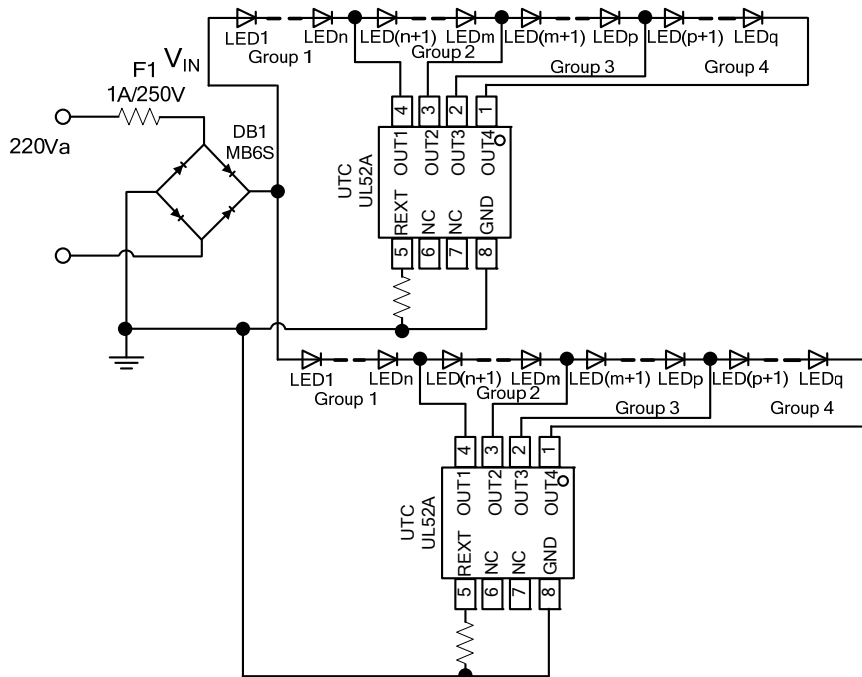 LED1 LEDn LED(n+1) LEDm LED(m+1) LEDp LED(p+1) LEDq
Group 1 Group 2 Group 3 Group 4
VIN
F1
1A/250V
220Va
DB1
MB6S
4 3 2 1
OUT1 OUT2 OUT3 OUT4
UTC
UL52A
REXT NC NC GND
5 6 7 8
LED1 LEDn LED(n+1) LEDm LED(m+1) LEDp LED(p+1) LEDq
Group 1 Group 2 Group 3 Group 4
4 3 2 1
OUT1 OUT2 OUT3 OUT4
UTC
UL52A
REXT NC NC GND
5 6 7 8